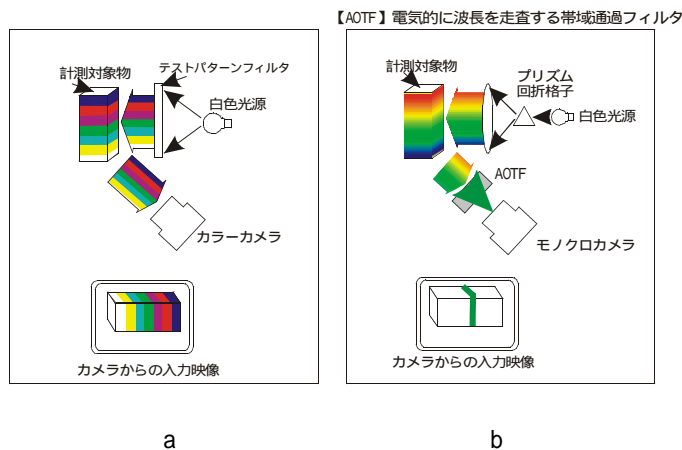 【AOTF】電気的に波長を走査する帯域通過フィルタ
計測対象物
テストパターンフィルタ
白色光源
カラーカメラ
カメラからの入力映像
a
計測対象物
プリズム
回折格子
白色光源
AOTF
モノクロカメラ
カメラからの入力映像
b